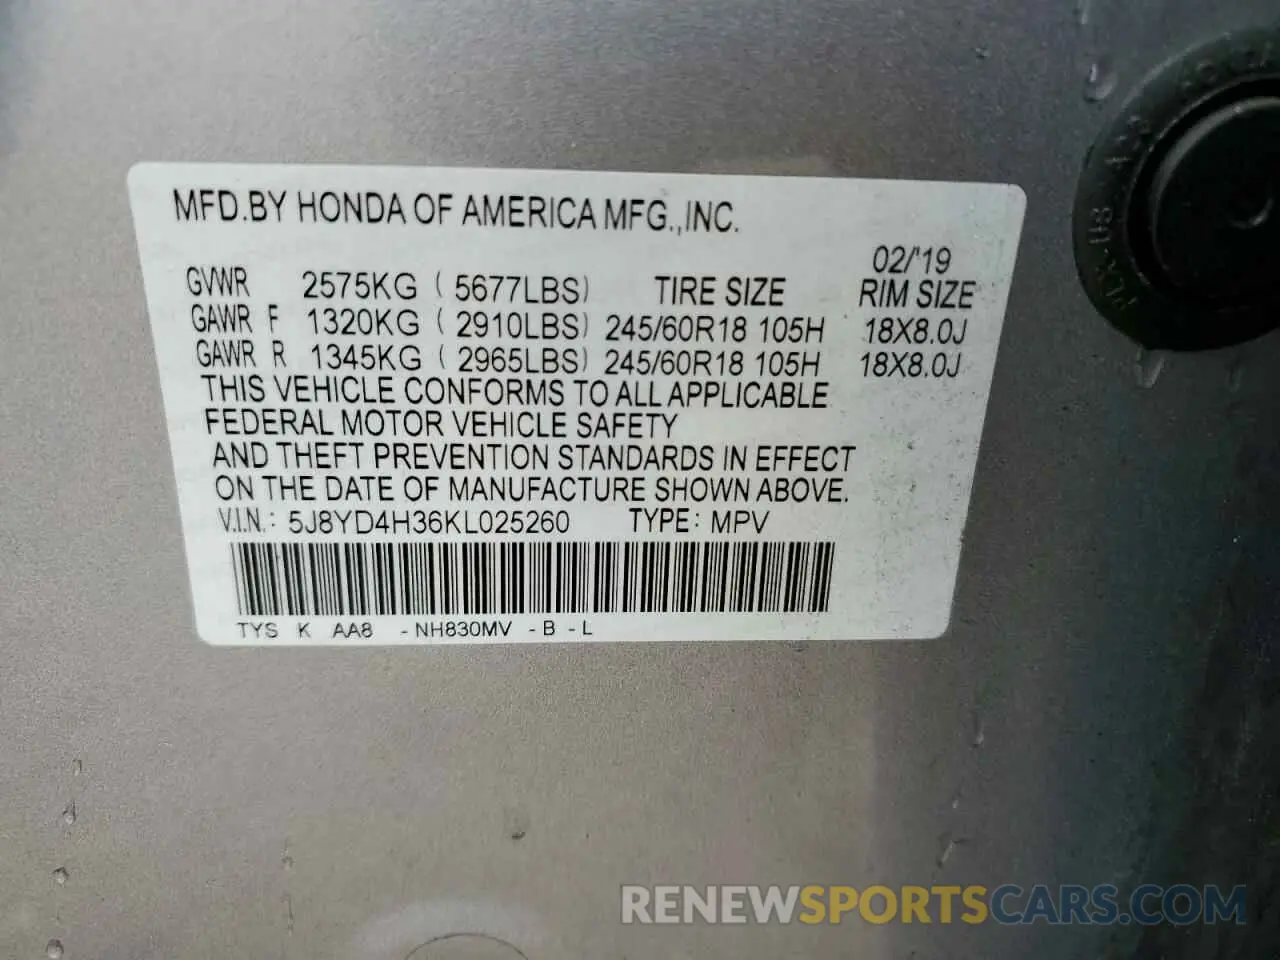 MFD.BY HONDA OF AMERICA MFG.,INC.
02/'19
GVWR 2575KG ( 5677LBS) TIRE SIZE RIM SIZE
GAWR F 1320KG ( 2910LBS) 245/60R18 105H 18X8.0J
GAWR R 1345KG ( 2965LBS) 245/60R18 105H 18X8.0J
THIS VEHICLE CONFORMS TO ALL APPLICABLE
FEDERAL MOTOR VEHICLE SAFETY
AND THEFT PREVENTION STANDARDS IN EFFECT
ON THE DATE OF MANUFACTURE SHOWN ABOVE.
V.I.N.: 5J8YD4H36KL025260 TYPE: MPV
TYS K AA8 -NH830MV -B -L
RENEWSPORTSCARS.COM